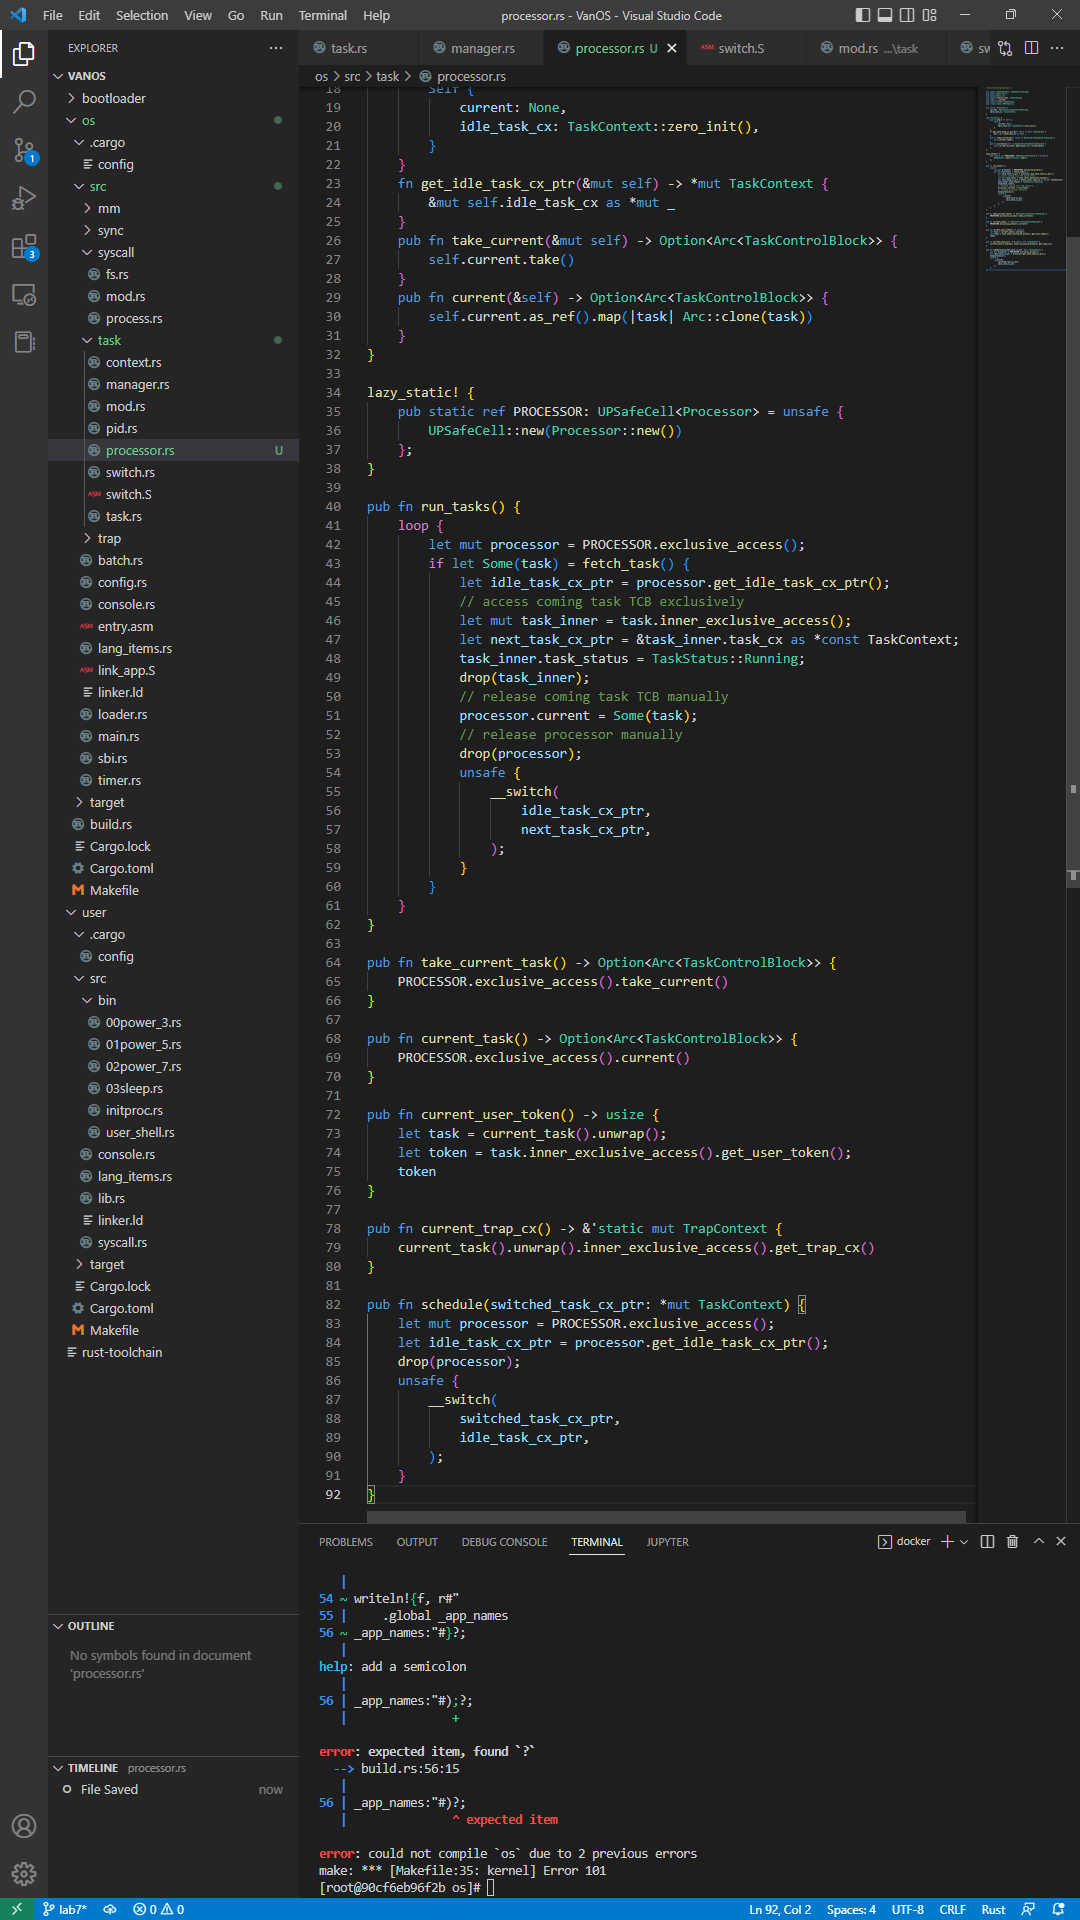 File Edit Selection View Go Run Terminal Help processor.rs - VanOS - Visual Studio Code
EXPLORER
VANOS
bootloader
os
.cargo
config
src
mm
sync
syscall
fs.rs
mod.rs
process.rs
task
context.rs
manager.rs
mod.rs
pid.rs
processor.rs U
switch.rs
ASM switch.S
task.rs
trap
batch.rs
config.rs
console.rs
ASM entry.asm
lang_items.rs
ASM link_app.S
linker.ld
loader.rs
main.rs
sbi.rs
timer.rs
target
build.rs
Cargo.lock
Cargo.toml
Makefile
user
.cargo
config
src
bin
00power_3.rs
01power_5.rs
02power_7.rs
03sleep.rs
initproc.rs
user_shell.rs
console.rs
lang_items.rs
lib.rs
linker.ld
syscall.rs
target
Cargo.lock
Cargo.toml
Makefile
rust-toolchain
OUTLINE
No symbols found in document
'processor.rs'
TIMELINE processor.rs
File Saved now
1
3
task.rs manager.rs processor.rs U ASM switch.S mod.rs ...\task sw
os > src > task > processor.rs
18 Self {
19 current: None,
20 idle_task_cx: TaskContext::zero_init(),
21 }
22 }
23 fn get_idle_task_cx_ptr(&mut self) -> *mut TaskContext {
24 &mut self.idle_task_cx as *mut _
25 }
26 pub fn take_current(&mut self) -> Option<Arc<TaskControlBlock>> {
27 self.current.take()
28 }
29 pub fn current(&self) -> Option<Arc<TaskControlBlock>> {
30 self.current.as_ref().map(|task| Arc::clone(task))
31 }
32 }
33
34 lazy_static! {
35 pub static ref PROCESSOR: UPSafeCell<Processor> = unsafe {
36 UPSafeCell::new(Processor::new())
37 };
38 }
39
40 pub fn run_tasks() {
41 loop {
42 let mut processor = PROCESSOR.exclusive_access();
43 if let Some(task) = fetch_task() {
44 let idle_task_cx_ptr = processor.get_idle_task_cx_ptr();
45 // access coming task TCB exclusively
46 let mut task_inner = task.inner_exclusive_access();
47 let next_task_cx_ptr = &task_inner.task_cx as *const TaskContext;
48 task_inner.task_status = TaskStatus::Running;
49 drop(task_inner);
50 // release coming task TCB manually
51 processor.current = Some(task);
52 // release processor manually
53 drop(processor);
54 unsafe {
55 __switch(
56 idle_task_cx_ptr,
57 next_task_cx_ptr,
58 );
59 }
60 }
61 }
62 }
63
64 pub fn take_current_task() -> Option<Arc<TaskControlBlock>> {
65 PROCESSOR.exclusive_access().take_current()
66 }
67
68 pub fn current_task() -> Option<Arc<TaskControlBlock>> {
69 PROCESSOR.exclusive_access().current()
70 }
71
72 pub fn current_user_token() -> usize {
73 let task = current_task().unwrap();
74 let token = task.inner_exclusive_access().get_user_token();
75 token
76 }
77
78 pub fn current_trap_cx() -> &'static mut TrapContext {
79 current_task().unwrap().inner_exclusive_access().get_trap_cx()
80 }
81
82 pub fn schedule(switched_task_cx_ptr: *mut TaskContext) {
83 let mut processor = PROCESSOR.exclusive_access();
84 let idle_task_cx_ptr = processor.get_idle_task_cx_ptr();
85 drop(processor);
86 unsafe {
87 __switch(
88 switched_task_cx_ptr,
89 idle_task_cx_ptr,
90 );
91 }
92 }
PROBLEMS OUTPUT DEBUG CONSOLE TERMINAL JUPYTER docker
|
54 ~ writeln!{f, r#"
55 | .global _app_names
56 ~ _app_names:"#}?;
|
help: add a semicolon
|
56 | _app_names:"#);?;
| +
error: expected item, found `?`
--> build.rs:56:15
|
56 | _app_names:"#)?;
| ^ expected item
error: could not compile `os` due to 2 previous errors
make: *** [Makefile:35: kernel] Error 101
[root@90cf6eb96f2b os]#
lab7* 0 0 Ln 92, Col 2 Spaces: 4 UTF-8 CRLF Rust